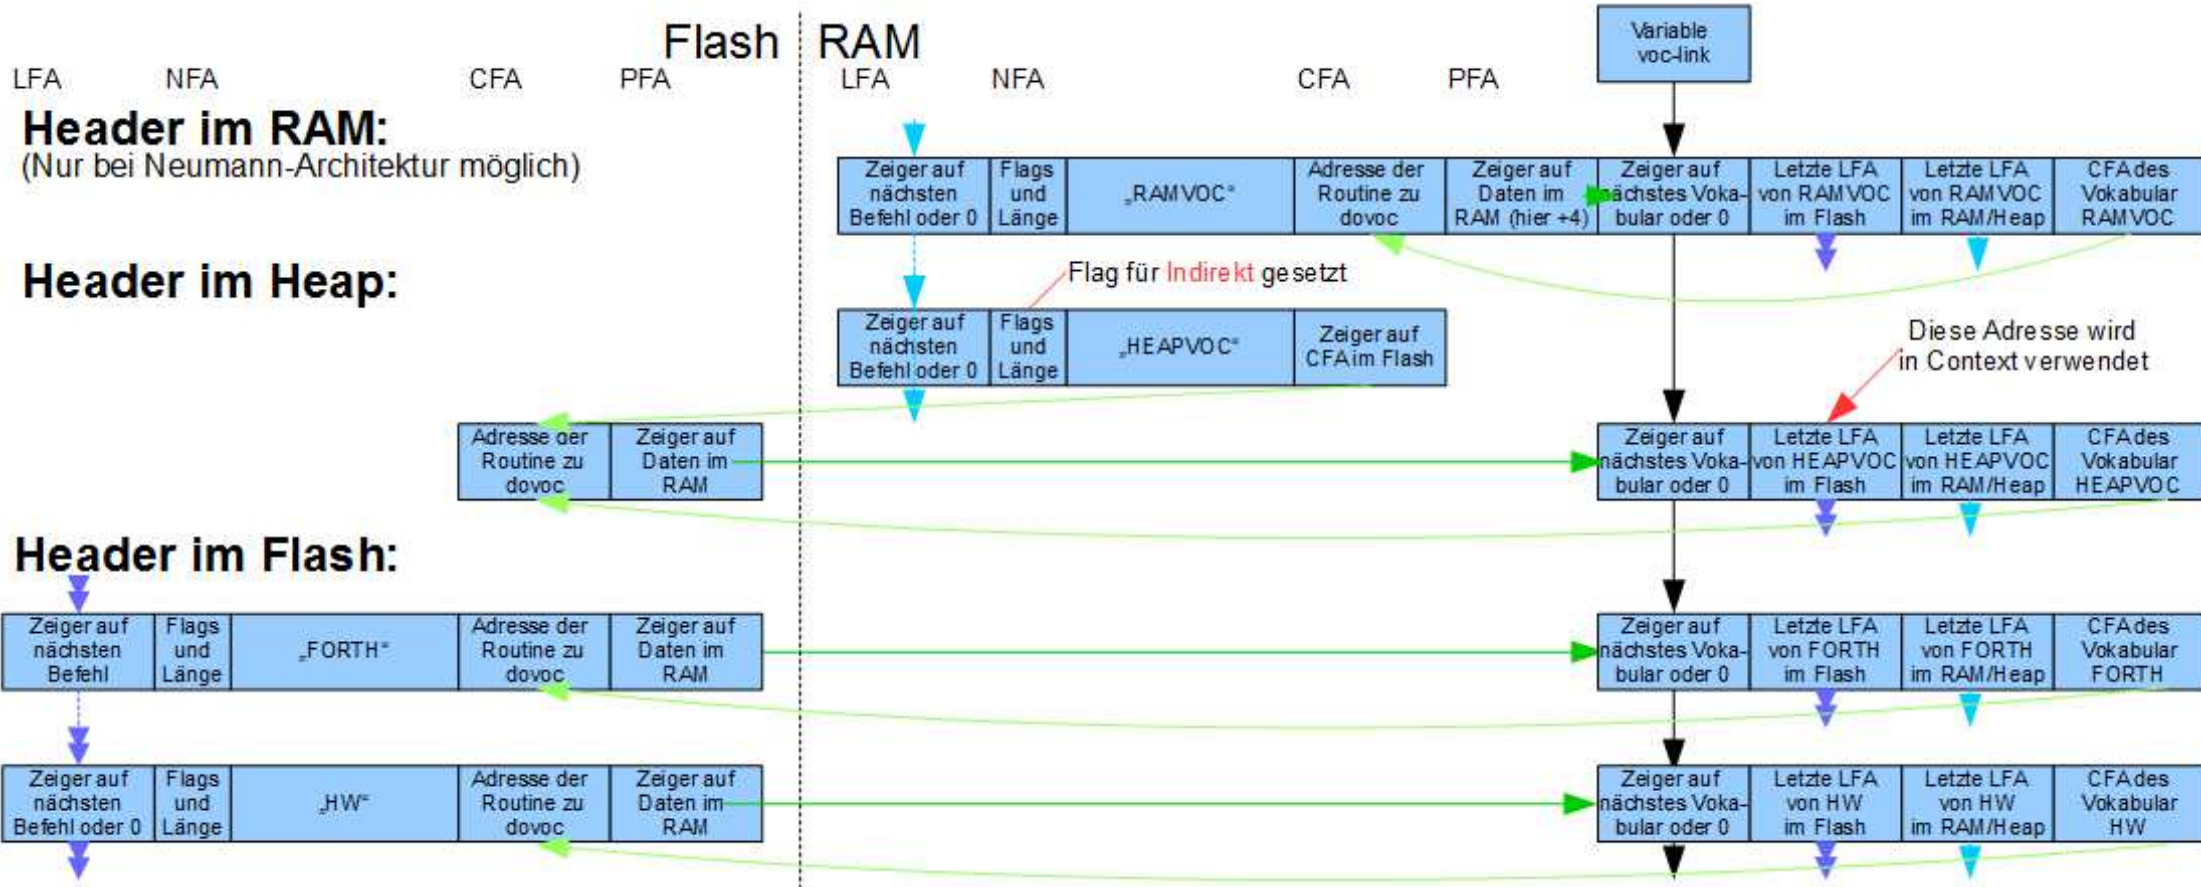 Flash RAM
Variable
voc-link
LFA NFA CFA PFA LFA NFA CFA PFA
Header im RAM:
(Nur bei Neumann-Architektur möglich)
Zeiger auf
nächsten
Befehl oder 0
Flags
und
Länge
„RAMVOC“
Adresse der
Routine zu
dovoc
Zeiger auf
Daten im
RAM (hier +4)
Zeiger auf
nächstes Voka-
bular oder 0
Letzte LFA
von RAMVOC
im Flash
Letzte LFA
von RAMVOC
im RAM/Heap
CFA des
Vokabular
RAMVOC
Header im Heap:
Flag für Indirekt gesetzt
Zeiger auf
nächsten
Befehl oder 0
Flags
und
Länge
„HEAPVOC“
Zeiger auf
CFA im Flash
Diese Adresse wird
in Context verwendet
Adresse der
Routine zu
dovoc
Zeiger auf
Daten im
RAM
Zeiger auf
nächstes Voka-
bular oder 0
Letzte LFA
von HEAPVOC
im Flash
Letzte LFA
von HEAPVOC
im RAM/Heap
CFA des
Vokabular
HEAPVOC
Header im Flash:
Zeiger auf
nächsten
Befehl
Flags
und
Länge
„FORTH“
Adresse der
Routine zu
dovoc
Zeiger auf
Daten im
RAM
Zeiger auf
nächstes Voka-
bular oder 0
Letzte LFA
von FORTH
im Flash
Letzte LFA
von FORTH
im RAM/Heap
CFA des
Vokabular
FORTH
Zeiger auf
nächsten
Befehl oder 0
Flags
und
Länge
„HW“
Adresse der
Routine zu
dovoc
Zeiger auf
Daten im
RAM
Zeiger auf
nächstes Voka-
bular oder 0
Letzte LFA
von HW
im Flash
Letzte LFA
von HW
im RAM/Heap
CFA des
Vokabular
HW